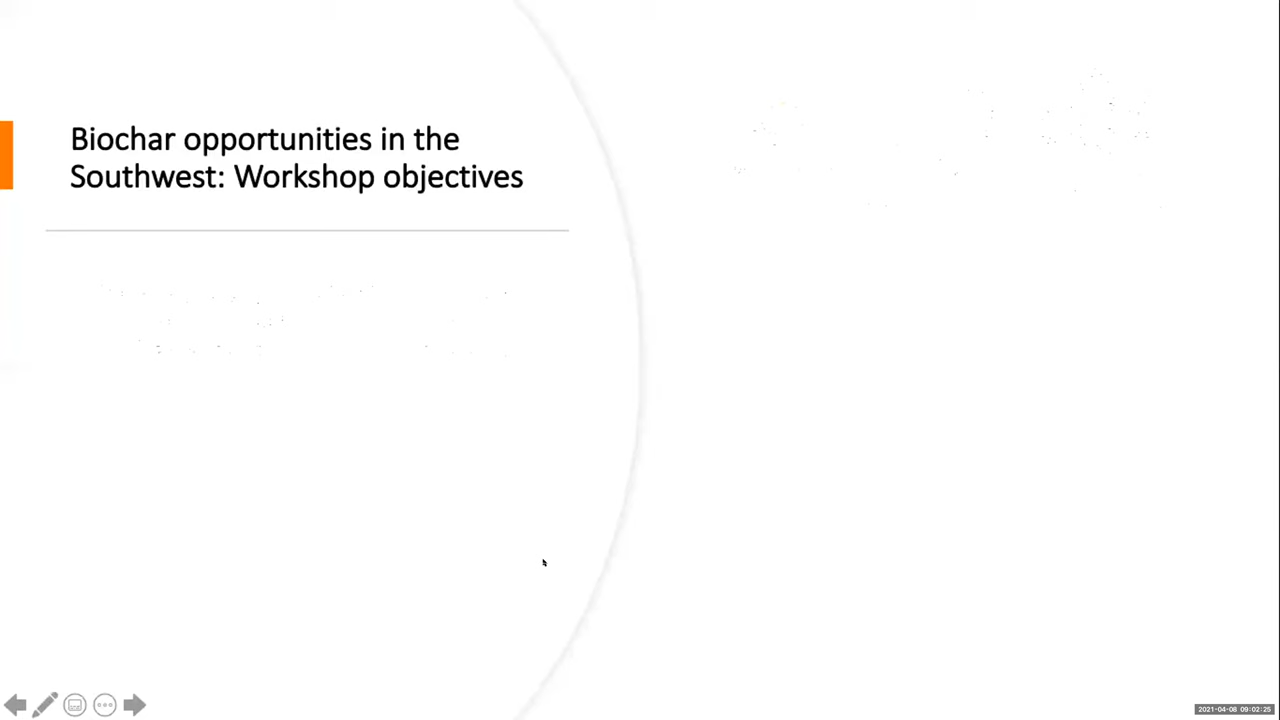 Biochar opportunities in the
Southwest: Workshop objectives
2021-04-08 09:02:25